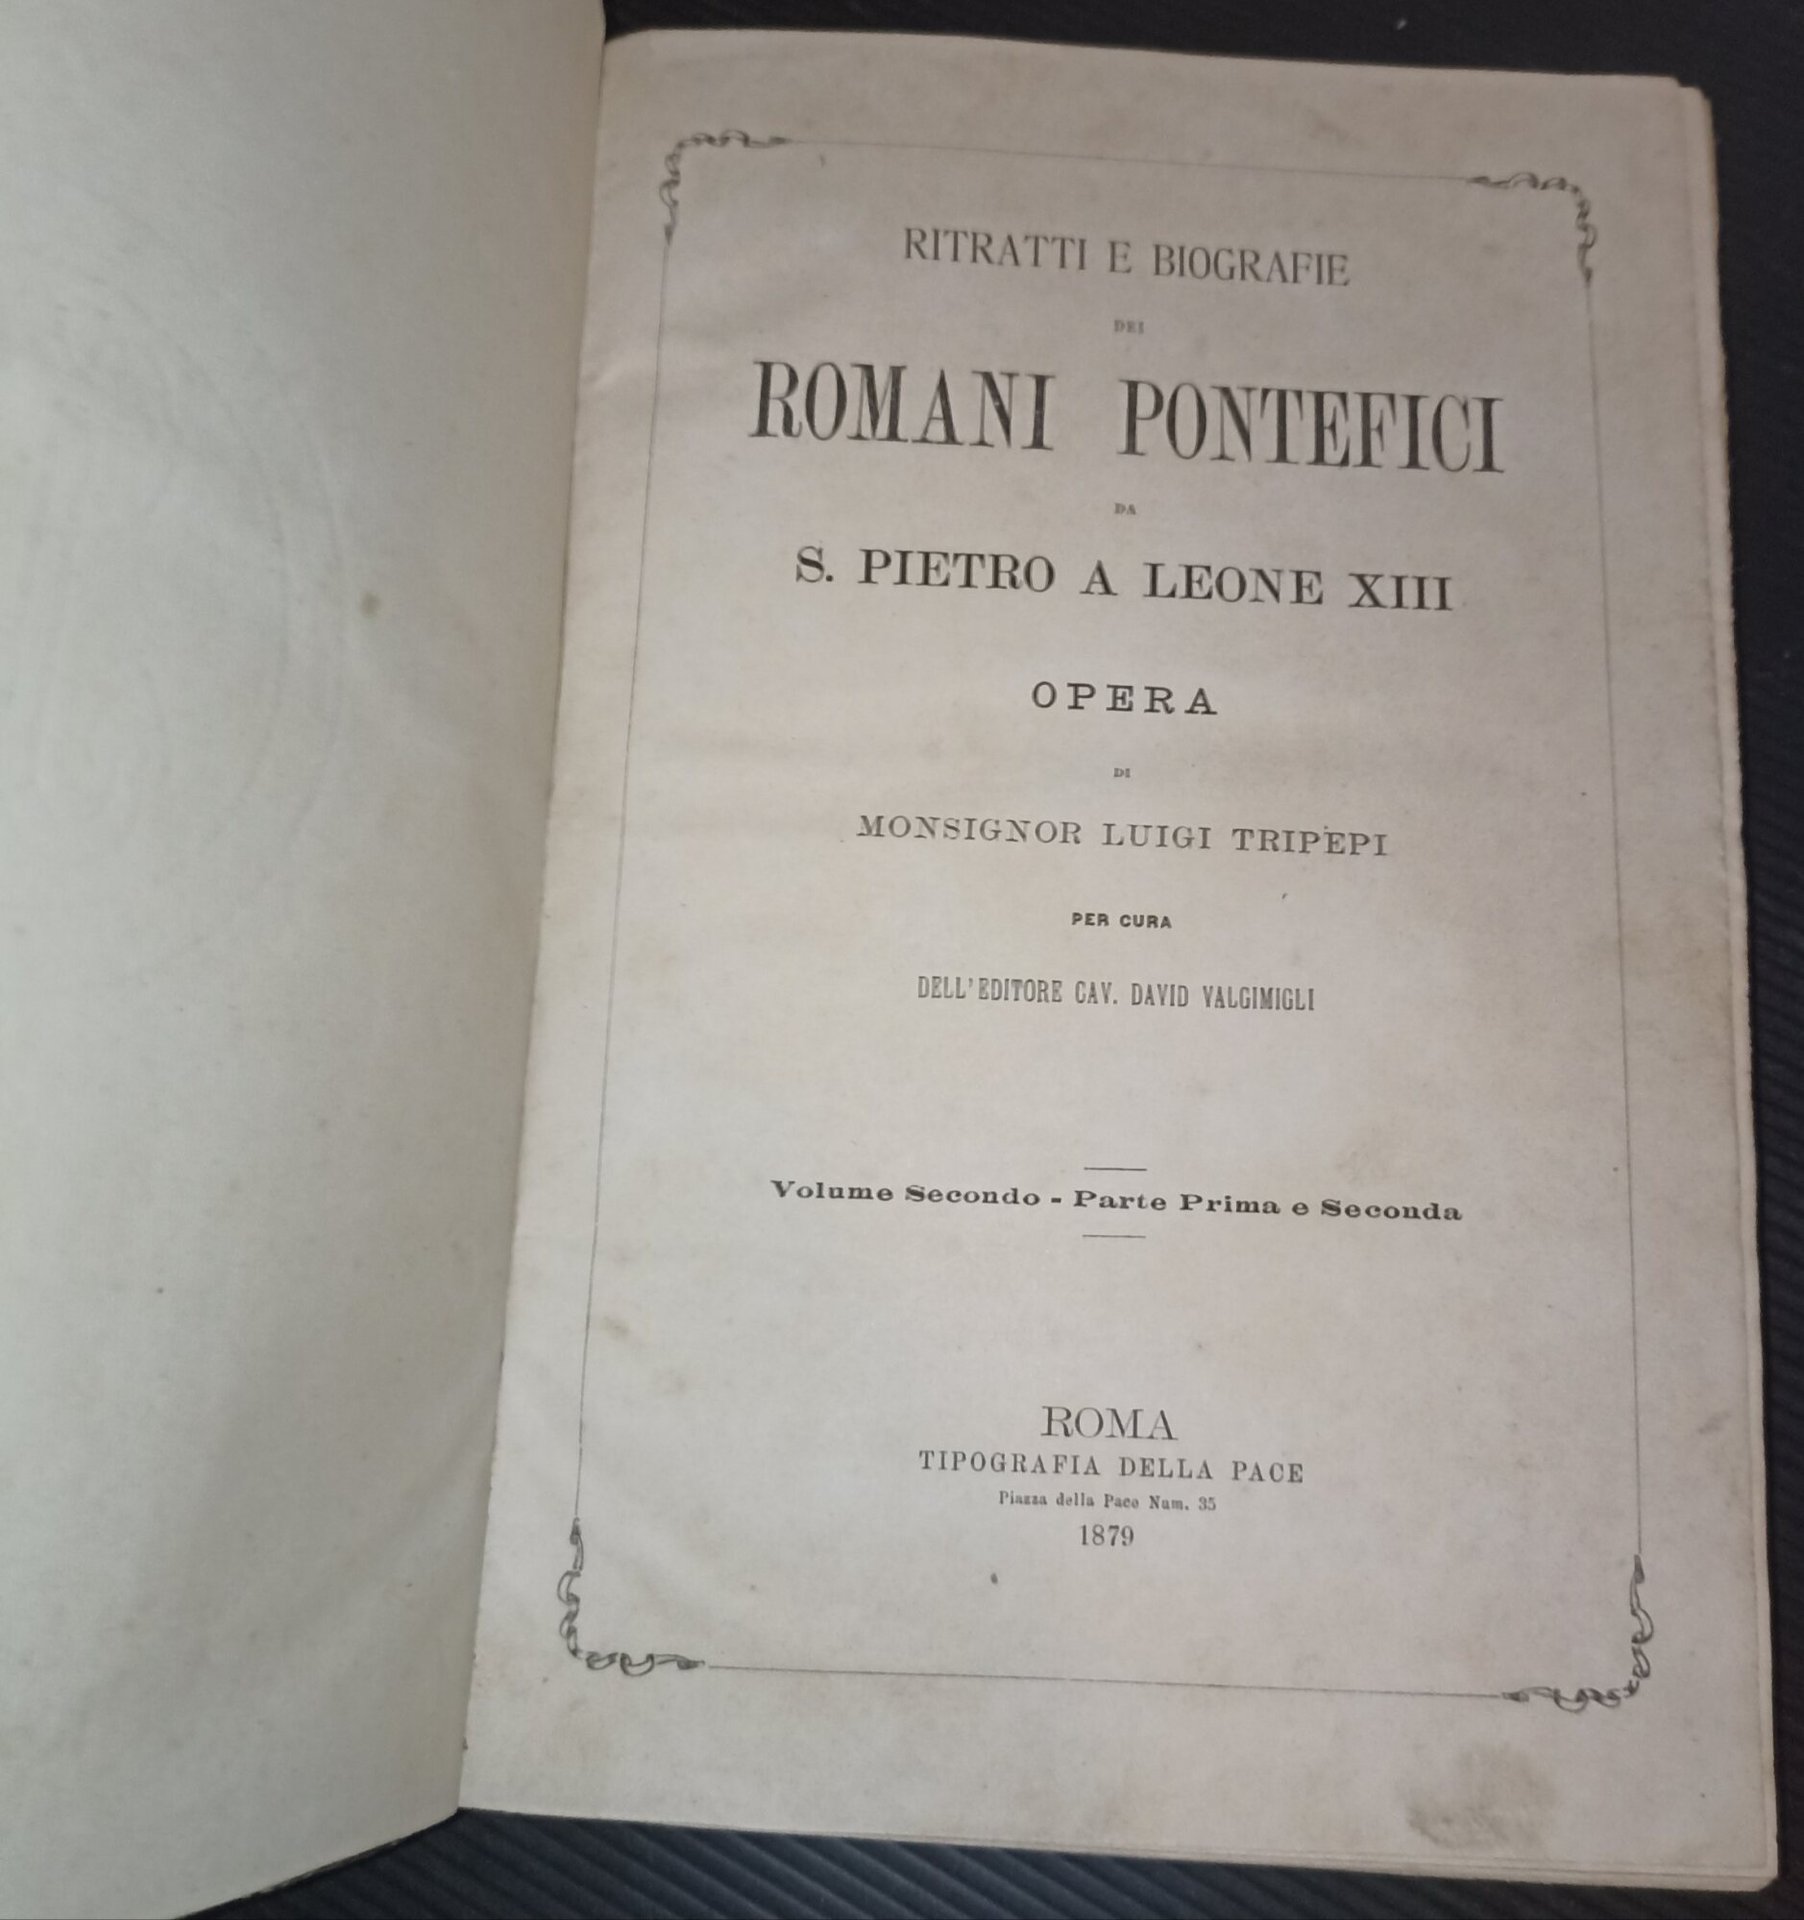 RITRATTI E BIOGRAFIE
DEI
ROMANI PONTEFICI
DA
S. PIETRO A LEONE XIII
OPERA
DI
MONSIGNOR LUIGI TRIPEPI
PER CURA
DELL'EDITORE CAV. DAVID VALGIMIGLI
Volume Secondo - Parte Prima e Seconda
ROMA
TIPOGRAFIA DELLA PACE
Piazza della Pace Num. 35
1879